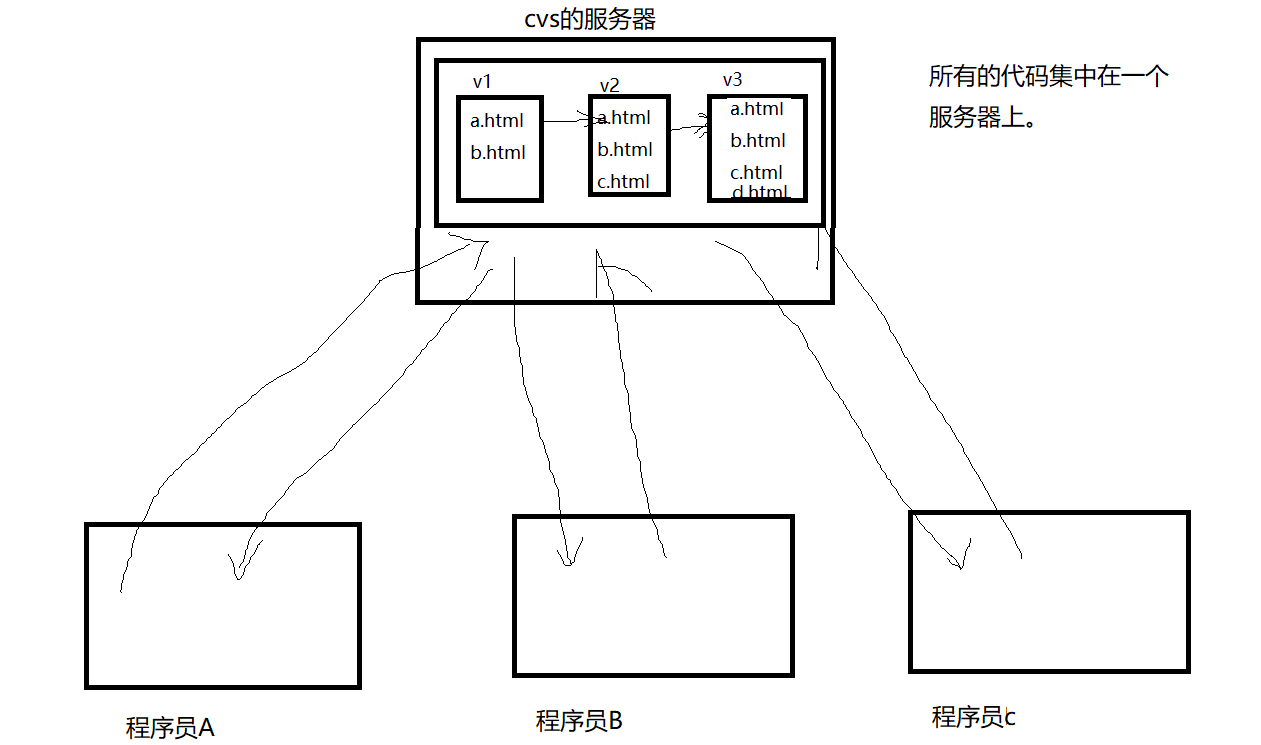 cvs的服务器
所有的代码集中在一个
服务器上。
v1
v2
v3
a.html
b.html
a.html
b.html
c.html
a.html
b.html
c.html
d.html
程序员A
程序员B
程序员c